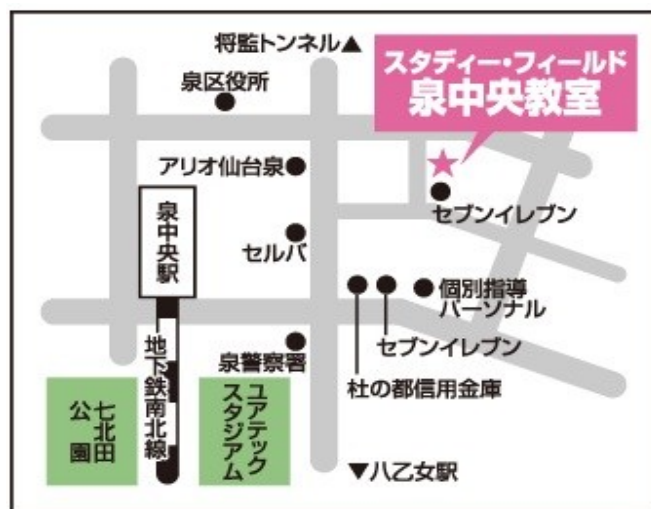 将監トンネル▲
スタディー・フィールド
泉中央教室
泉区役所
アリオ仙台泉
セブンイレブン
泉中央駅
セルバ
個別指導
パーソナル
セブンイレブン
泉警察署
杜の都信用金庫
地下鉄南北線
七北田
公園
ユアテック
スタジアム
▼八乙女駅